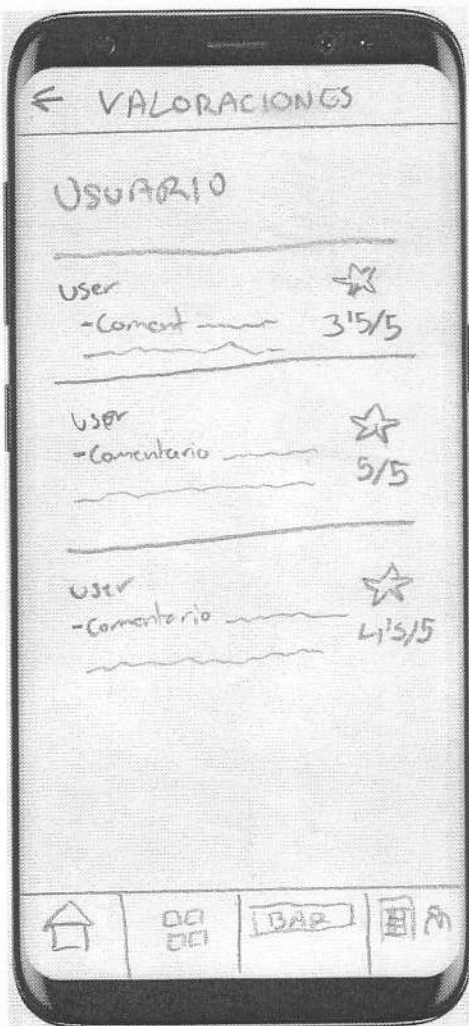 ← VALORACIONES
USUARIO
user
-Coment
3'5/5
user
-Comentario
5/5
user
-Comentario
4'5/5
BAR